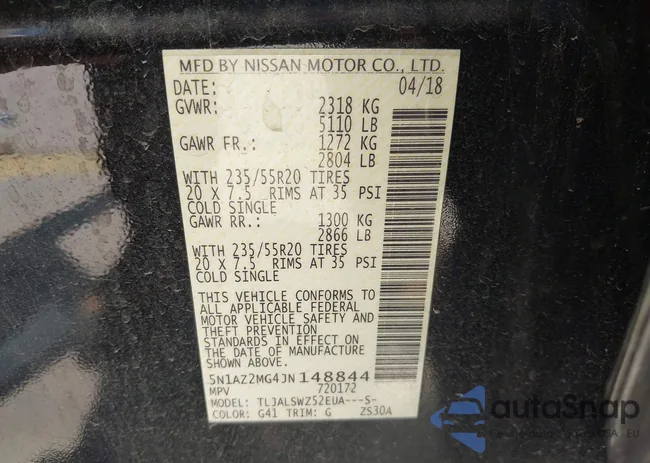 MFD BY NISSAN MOTOR CO., LTD.
DATE: 04/18
GVWR: 2318 KG
5110 LB
GAWR FR.: 1272 KG
2804 LB
WITH 235/55R20 TIRES
20 X 7.5 RIMS AT 35 PSI
COLD SINGLE
GAWR RR.: 1300 KG
2866 LB
WITH 235/55R20 TIRES
20 X 7.5 RIMS AT 35 PSI
COLD SINGLE
THIS VEHICLE CONFORMS TO
ALL APPLICABLE FEDERAL
MOTOR VEHICLE SAFETY AND
THEFT PREVENTION
STANDARDS IN EFFECT ON
THE DATE OF MANUFACTURE
SHOWN ABOVE.
5N1AZ2MG4JN148844
MPV 720172
MODEL: TLJALSWZ52EUA---S-
COLOR: G41 TRIM: G ZS30A
autoSnap